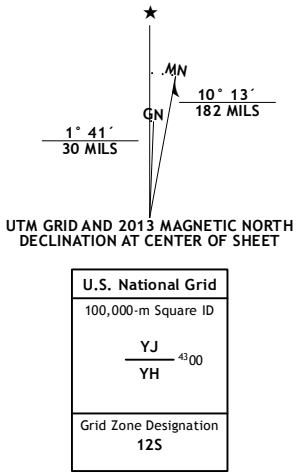 ★
MN
GN
10° 13´
182 MILS
1° 41´
30 MILS
UTM GRID AND 2013 MAGNETIC NORTH
DECLINATION AT CENTER OF SHEET
U.S. National Grid
100,000-m Square ID
YJ
⁴³00
YH
Grid Zone Designation
12S